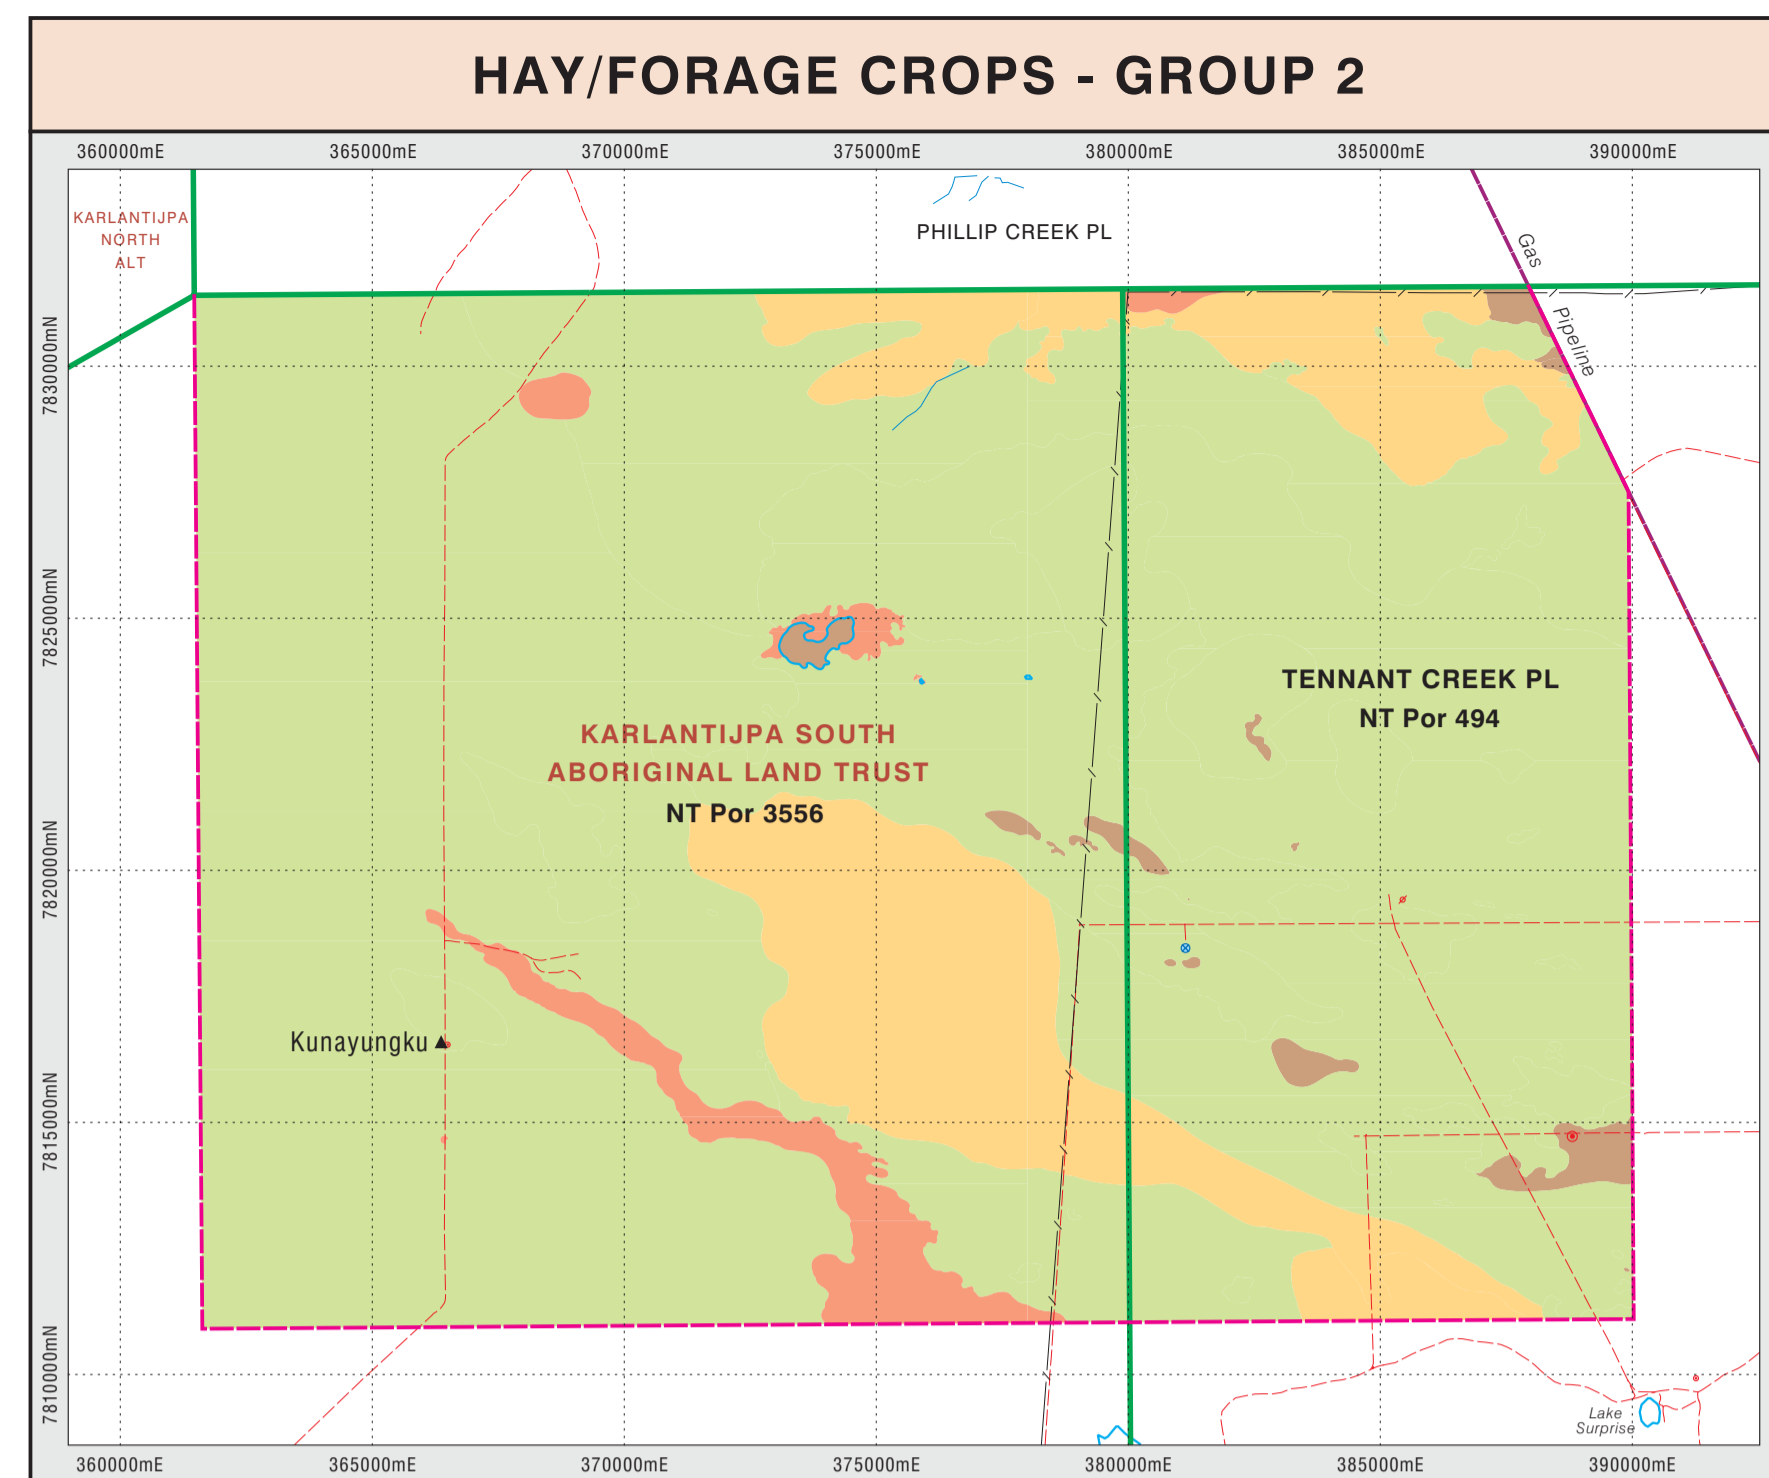 HAY/FORAGE CROPS - GROUP 2
360000mE 365000mE 370000mE 375000mE 380000mE 385000mE 390000mE
KARLANTIJPA
NORTH
ALT
PHILLIP CREEK PL
Gas
Pipeline
7830000mN
7825000mN
7820000mN
7815000mN
7810000mN
TENNANT CREEK PL
NT Por 494
KARLANTIJPA SOUTH
ABORIGINAL LAND TRUST
NT Por 3556
Kunayungku
Lake
Surprise
360000mE 365000mE 370000mE 375000mE 380000mE 385000mE 390000mE